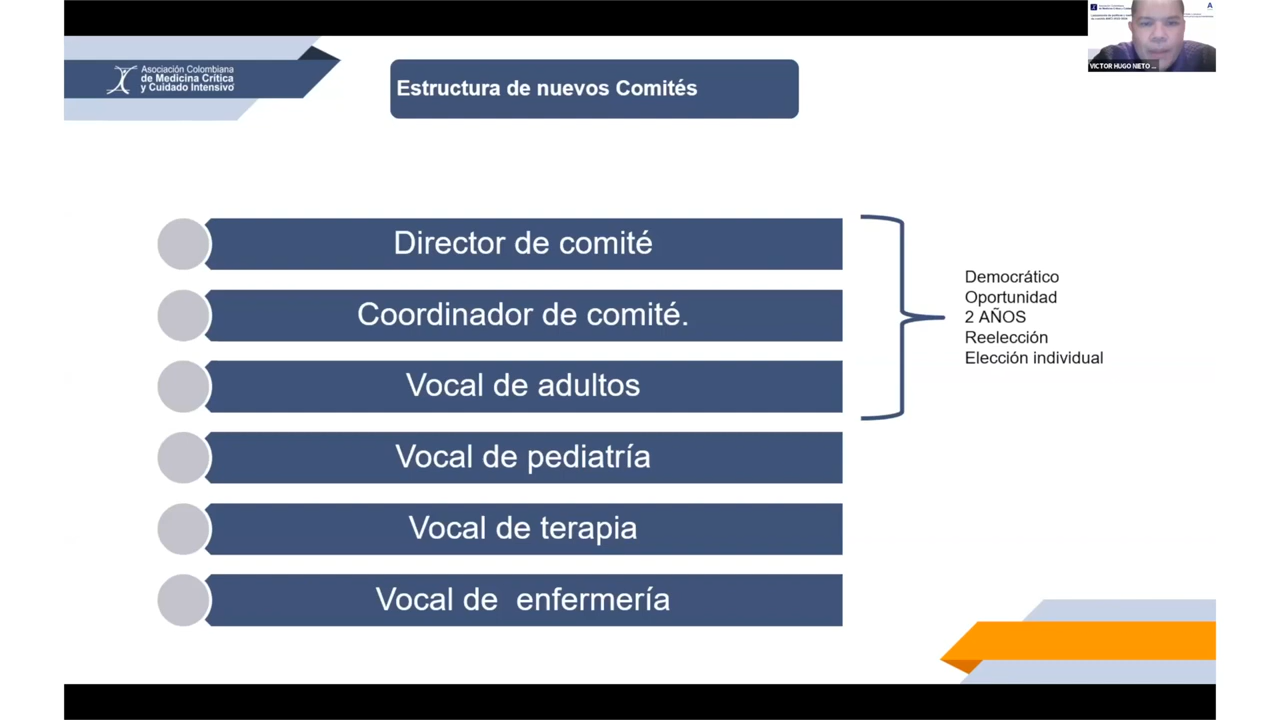 Asociación Colombiana
de Medicina Crítica
y Cuidado Intensivo
Estructura de nuevos Comités
VICTOR HUGO NIETO ...
Director de comité
Coordinador de comité.
Vocal de adultos
Vocal de pediatría
Vocal de terapia
Vocal de  enfermería
Democrático
Oportunidad
2 AÑOS
Reelección
Elección individual